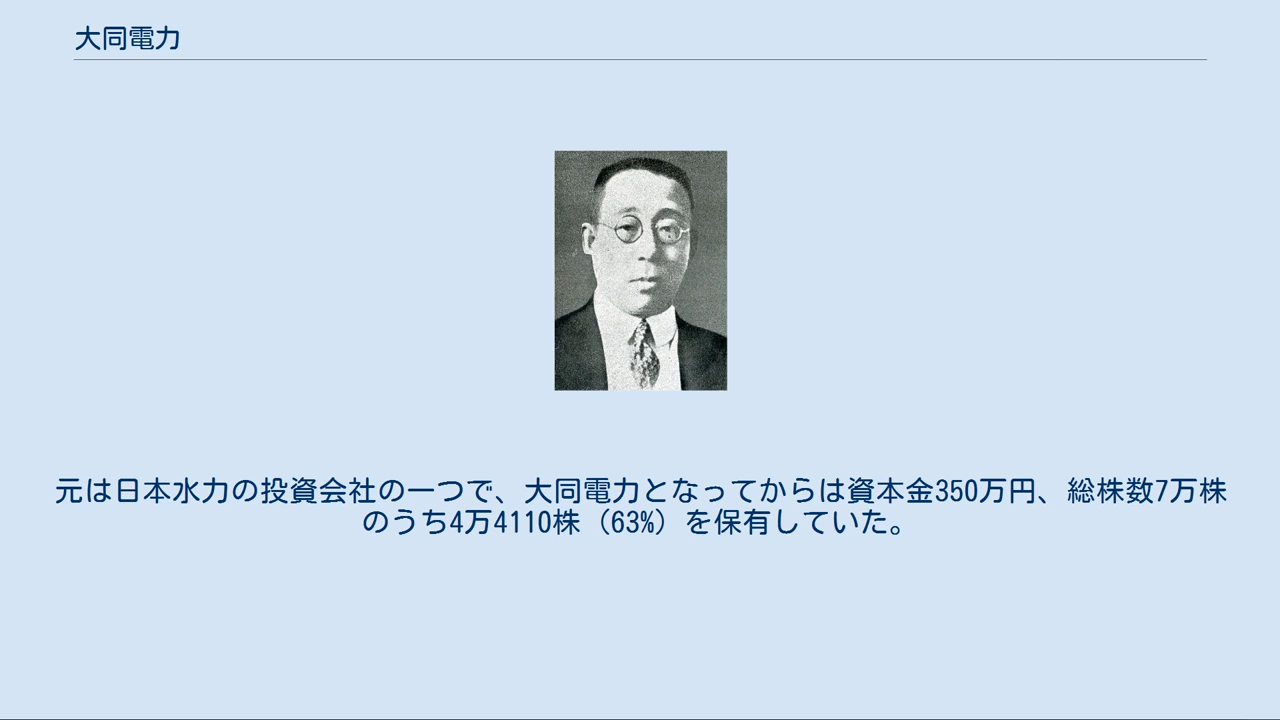 大同電力
元は日本水力の投資会社の一つで、大同電力となってからは資本金350万円、総株数7万株
のうち4万4110株（63%）を保有していた。